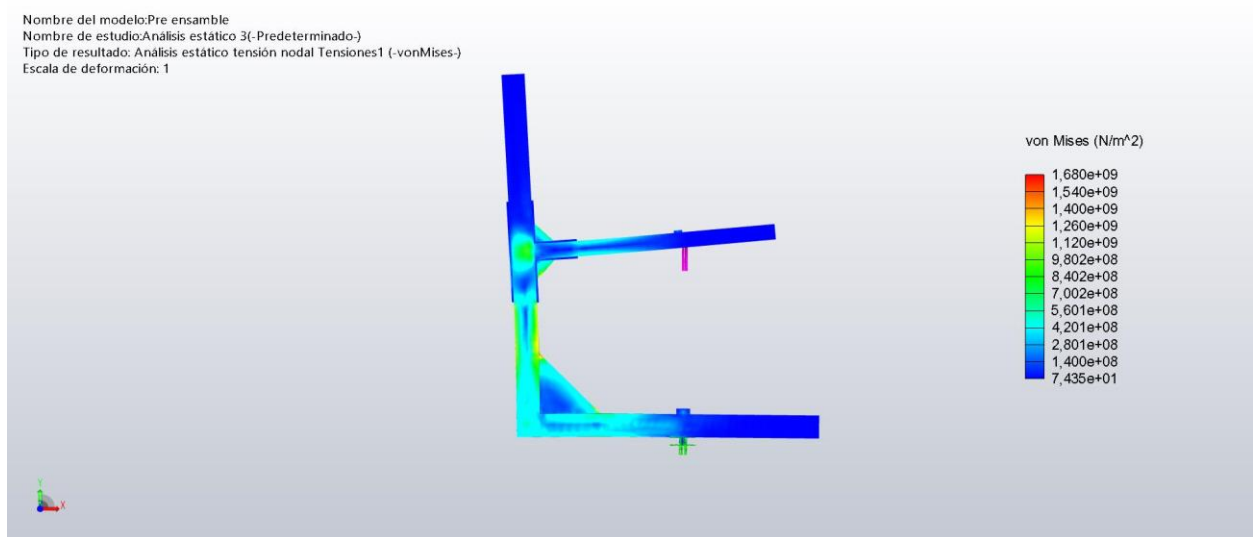 Nombre del modelo:Pre ensamble
Nombre de estudio:Análisis estático 3(-Predeterminado-)
Tipo de resultado: Análisis estático tensión nodal Tensiones1 (-vonMises-)
Escala de deformación: 1
von Mises (N/m^2)
1,680e+09
1,540e+09
1,400e+09
1,260e+09
1,120e+09
9,802e+08
8,402e+08
7,002e+08
5,601e+08
4,201e+08
2,801e+08
1,400e+08
7,435e+01
Y
X